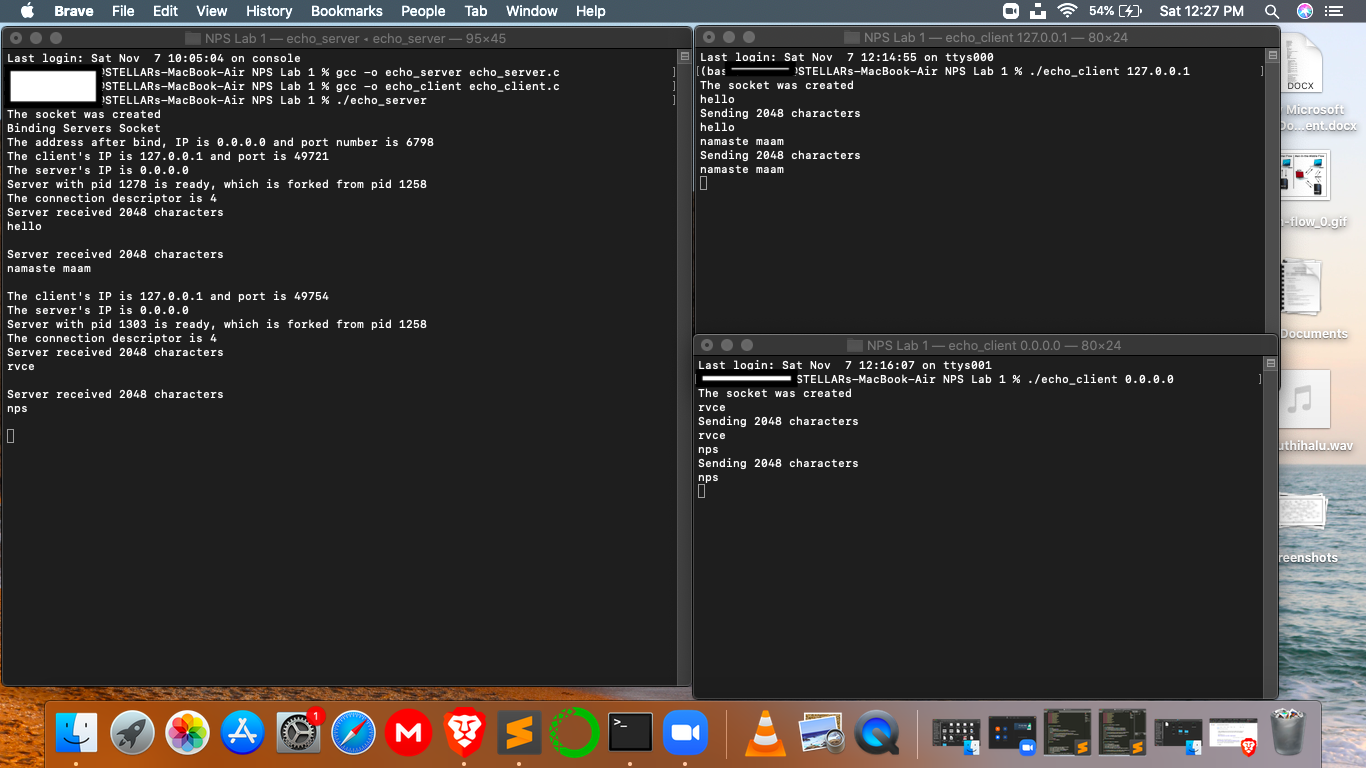 Brave File Edit View History Bookmarks People Tab Window Help 54% Sat 12:27 PM
NPS Lab 1 — echo_server ◂ echo_server — 95×45
Last login: Sat Nov  7 10:05:04 on console
STELLARs-MacBook-Air NPS Lab 1 % gcc -o echo_server echo_server.c
STELLARs-MacBook-Air NPS Lab 1 % gcc -o echo_client echo_client.c
STELLARs-MacBook-Air NPS Lab 1 % ./echo_server
The socket was created
Binding Servers Socket
The address after bind, IP is 0.0.0.0 and port number is 6798
The client's IP is 127.0.0.1 and port is 49721
The server's IP is 0.0.0.0
Server with pid 1278 is ready, which is forked from pid 1258
The connection descriptor is 4
Server received 2048 characters
hello
Server received 2048 characters
namaste maam
The client's IP is 127.0.0.1 and port is 49754
The server's IP is 0.0.0.0
Server with pid 1303 is ready, which is forked from pid 1258
The connection descriptor is 4
Server received 2048 characters
rvce
Server received 2048 characters
nps
NPS Lab 1 — echo_client 127.0.0.1 — 80×24
Last login: Sat Nov  7 12:14:55 on ttys000
[(bas STELLARs-MacBook-Air NPS Lab 1 % ./echo_client 127.0.0.1 ]
The socket was created
hello
Sending 2048 characters
hello
namaste maam
Sending 2048 characters
namaste maam
NPS Lab 1 — echo_client 0.0.0.0 — 80×24
Last login: Sat Nov  7 12:16:07 on ttys001
STELLARs-MacBook-Air NPS Lab 1 % ./echo_client 0.0.0.0 ]
The socket was created
rvce
Sending 2048 characters
rvce
nps
Sending 2048 characters
nps
DOCX
Microsoft
Do...ent.docx
-flow_0.gif
Documents
uthihalu.wav
reenshots
1